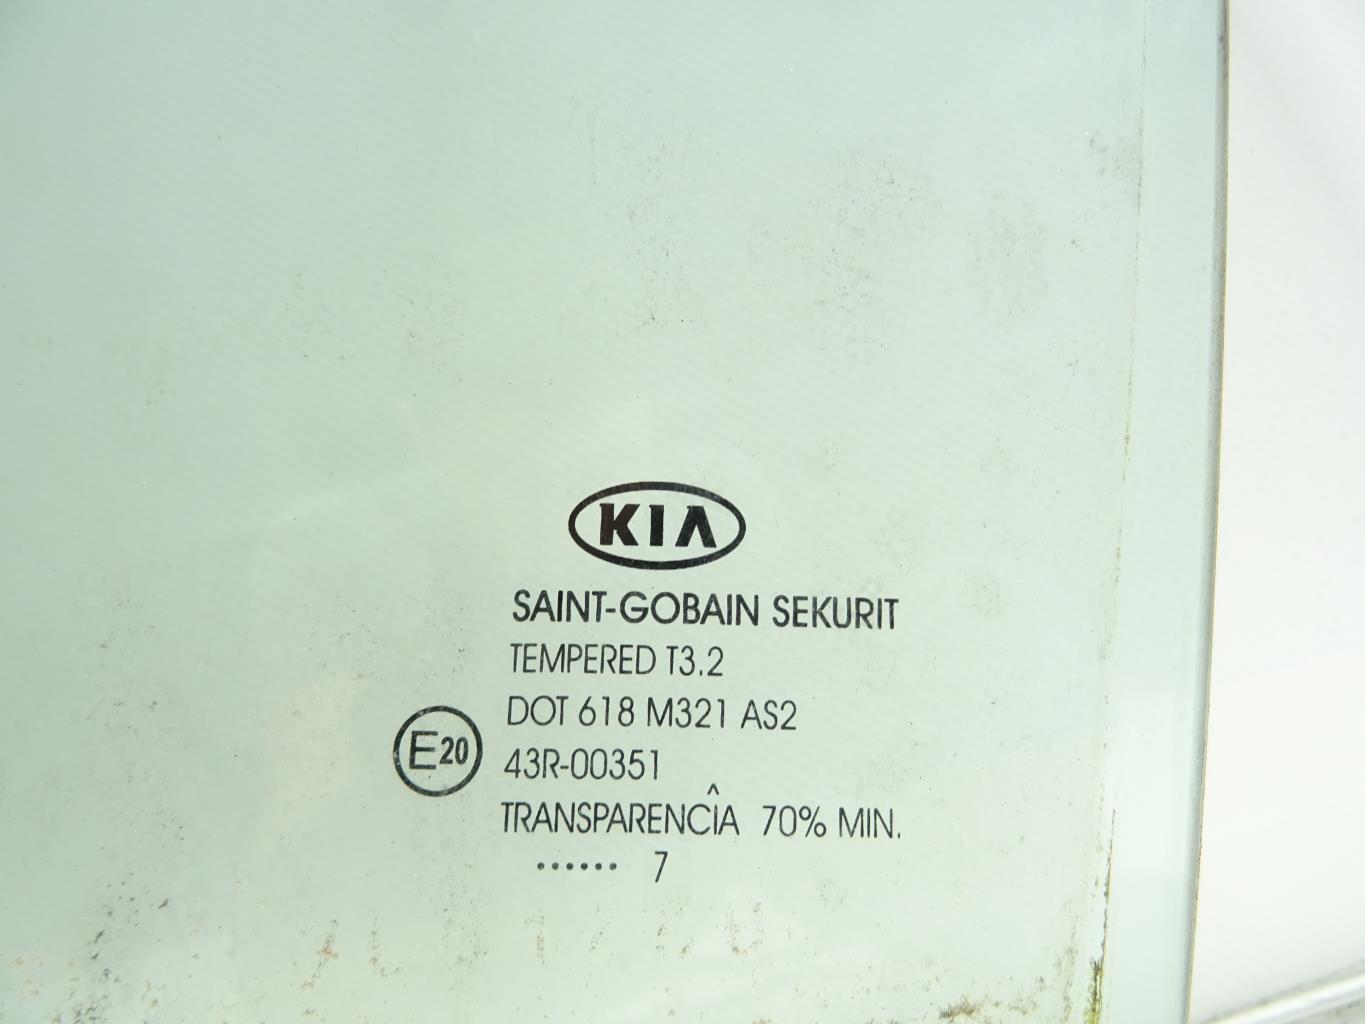 KIA
SAINT-GOBAIN SEKURIT
TEMPERED T3.2
DOT 618 M321 AS2
E20
43R-00351
TRANSPARENCÎA 70% MIN.
...... 7